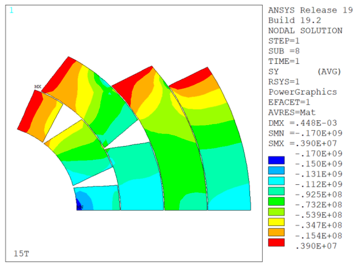 1
ANSYS Release 19
Build 19.2
NODAL SOLUTION
STEP=1
SUB =8
TIME=1
SY (AVG)
RSYS=1
PowerGraphics
EFACET=1
AVRES=Mat
DMX =.448E-03
SMN =-.170E+09
SMX =.390E+07
-.170E+09
-.150E+09
-.131E+09
-.112E+09
-.925E+08
-.732E+08
-.539E+08
-.347E+08
-.154E+08
.390E+07
MX
15T